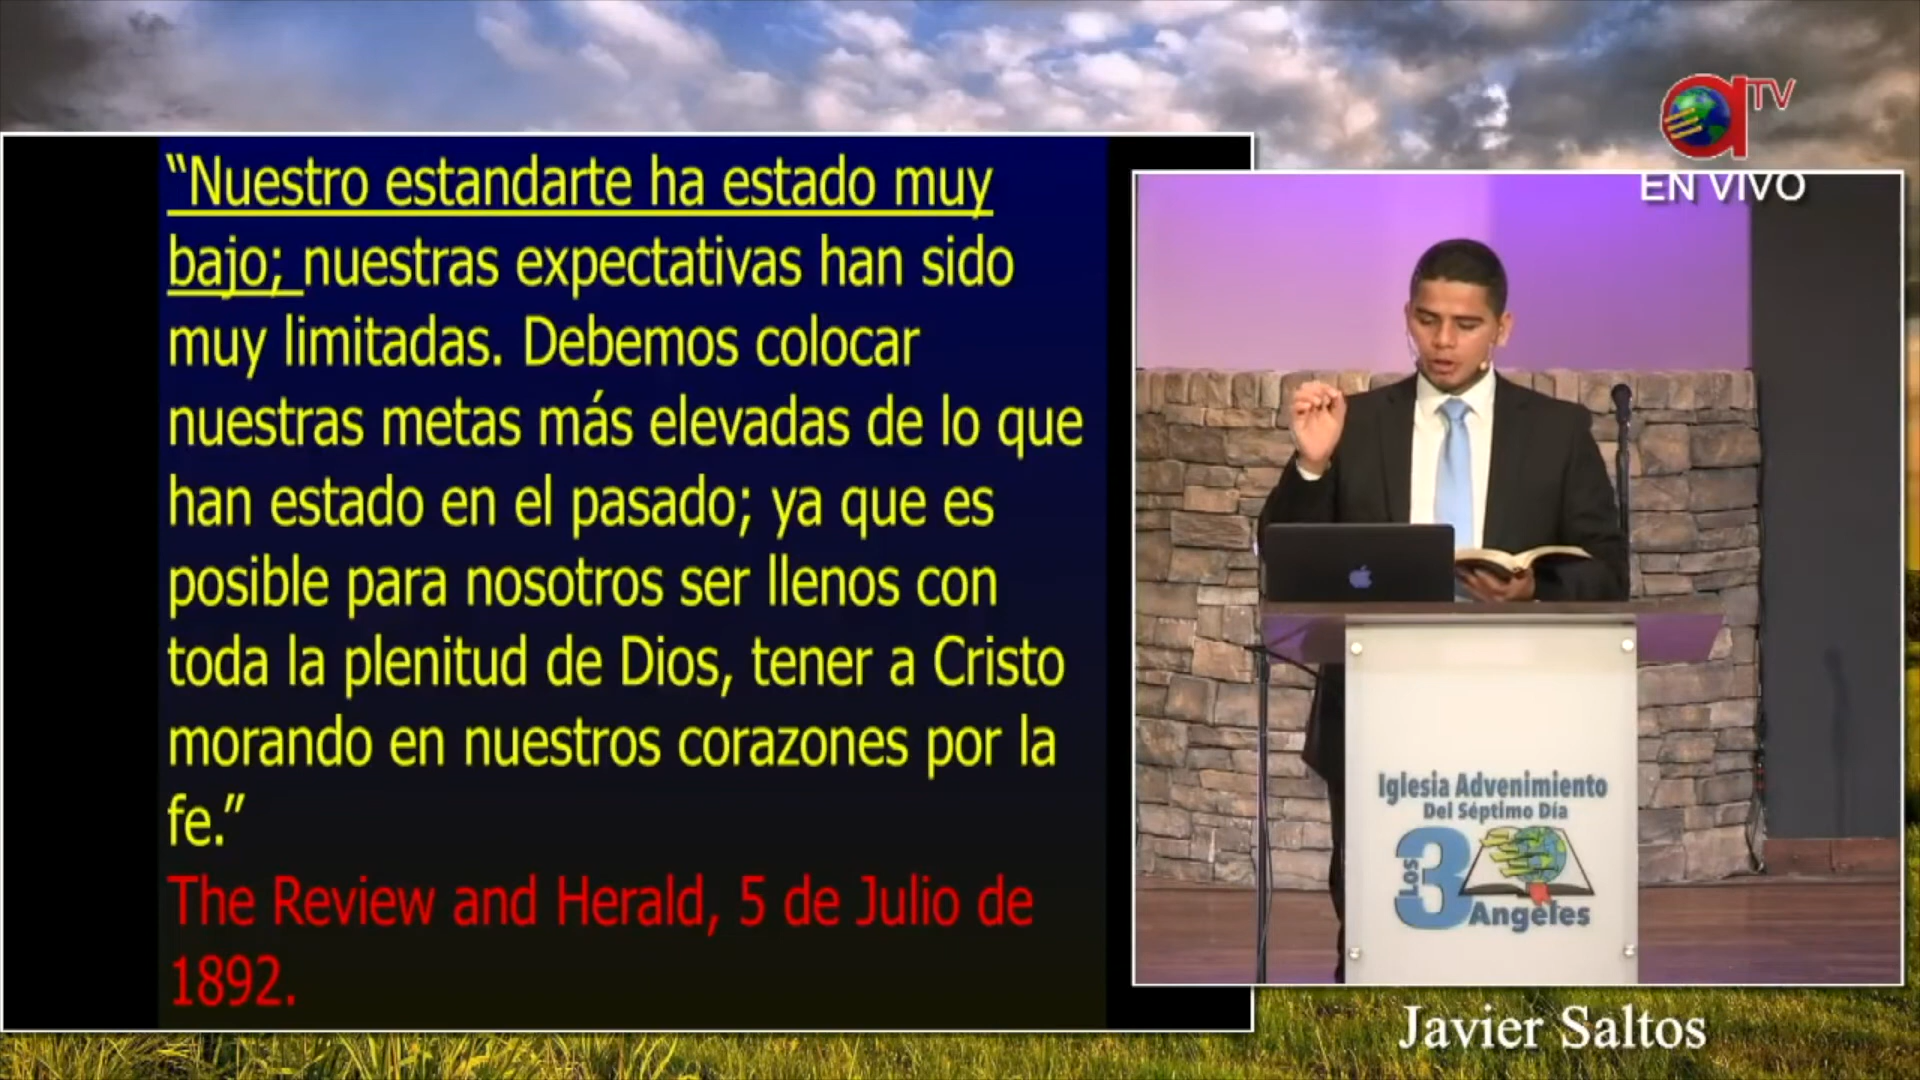 “Nuestro estandarte ha estado muy
bajo; nuestras expectativas han sido
muy limitadas. Debemos colocar
nuestras metas más elevadas de lo que
han estado en el pasado; ya que es
posible para nosotros ser llenos con
toda la plenitud de Dios, tener a Cristo
morando en nuestros corazones por la
fe.”
The Review and Herald, 5 de Julio de
1892.
a TV
EN VIVO
Iglesia Advenimiento
Del Séptimo Día
Los 3
Angeles
Javier Saltos